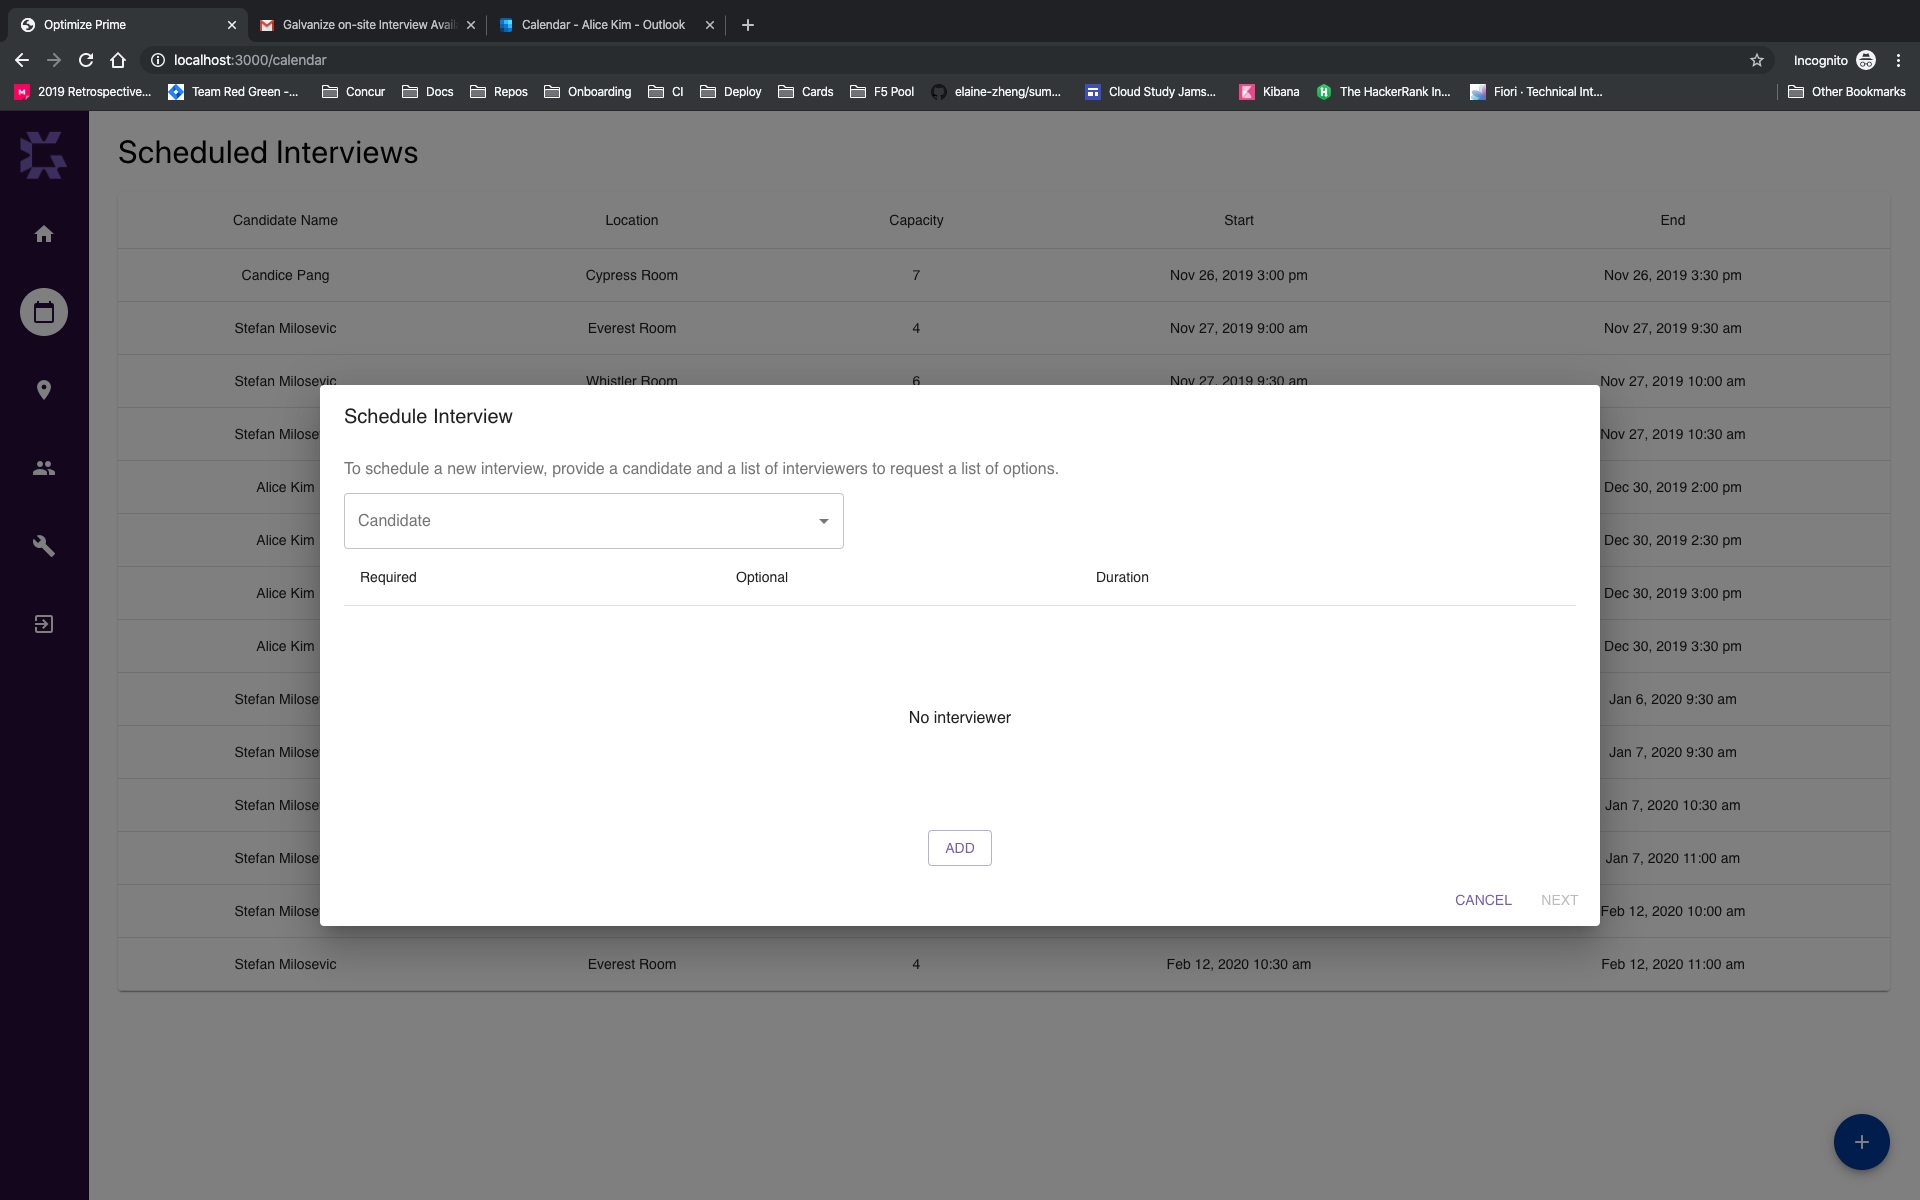 Optimize Prime
Galvanize on-site Interview Avail
Calendar - Alice Kim - Outlook
localhost:3000/calendar
Incognito
2019 Retrospective...
Team Red Green -...
Concur
Docs
Repos
Onboarding
CI
Deploy
Cards
F5 Pool
elaine-zheng/sum...
Cloud Study Jams...
Kibana
The HackerRank In...
Fiori · Technical Int...
Other Bookmarks
Scheduled Interviews
Candidate Name Location Capacity Start End
Candice Pang Cypress Room 7 Nov 26, 2019 3:00 pm Nov 26, 2019 3:30 pm
Stefan Milosevic Everest Room 4 Nov 27, 2019 9:00 am Nov 27, 2019 9:30 am
Stefan Milosevic Whistler Room 6 Nov 27, 2019 9:30 am Nov 27, 2019 10:00 am
Stefan Milose Nov 27, 2019 10:30 am
Alice Kim Dec 30, 2019 2:00 pm
Alice Kim Dec 30, 2019 2:30 pm
Alice Kim Dec 30, 2019 3:00 pm
Alice Kim Dec 30, 2019 3:30 pm
Stefan Milose Jan 6, 2020 9:30 am
Stefan Milose Jan 7, 2020 9:30 am
Stefan Milose Jan 7, 2020 10:30 am
Stefan Milose Jan 7, 2020 11:00 am
Stefan Milose Feb 12, 2020 10:00 am
Stefan Milosevic Everest Room 4 Feb 12, 2020 10:30 am Feb 12, 2020 11:00 am
Schedule Interview
To schedule a new interview, provide a candidate and a list of interviewers to request a list of options.
Candidate
Required Optional Duration
No interviewer
ADD
CANCEL NEXT